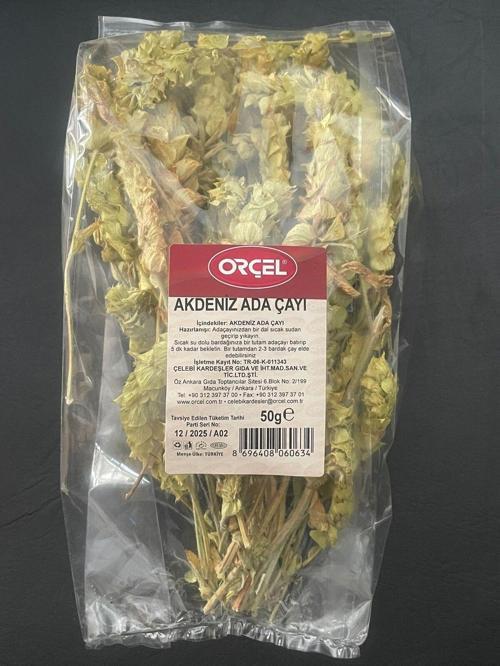 ORÇEL®
AKDENİZ ADA ÇAYI
İçindekiler: AKDENİZ ADA ÇAYI
Hazırlanışı: Adaçayınızdan bir dal sıcak sudan
geçirip yıkayın.
Sıcak su dolu bardağınıza bir tutam adaçayı batırıp
5 dk kadar bekletin. Bir tutamdan 2-3 bardak çay elde
edebilirsiniz
İşletme Kayıt No: TR-06-K-011343
ÇELEBİ KARDEŞLER GIDA VE İHT.MAD.SAN.VE
TİC.LTD.ŞTİ.
Öz Ankara Gıda Toptancılar Sitesi 6.Blok No: 2/199
Macunköy / Ankara / Türkiye
Tel: +90 312 397 37 00 • Fax: +90 312 397 37 01
www.orcel.com.tr • celebikardesler@orcel.com.tr
Tavsiye Edilen Tüketim Tarihi
Parti Seri No:
12 / 2025 / A02
50g℮
Menşe Ülke: TÜRKİYE
8 696408 060634